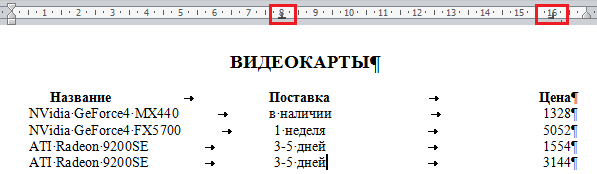 1 2 3 4 5 6 7 8 9 10 11 12 13 14 15 16
ВИДЕОКАРТЫ¶
Название → Поставка → Цена¶
NVidia·GeForce4·MX440 → в·наличии → 1328¶
NVidia·GeForce4·FX5700 → 1·неделя → 5052¶
ATI·Radeon·9200SE → 3-5·дней → 1554¶
ATI·Radeon·9200SE → 3-5·дней → 3144¶